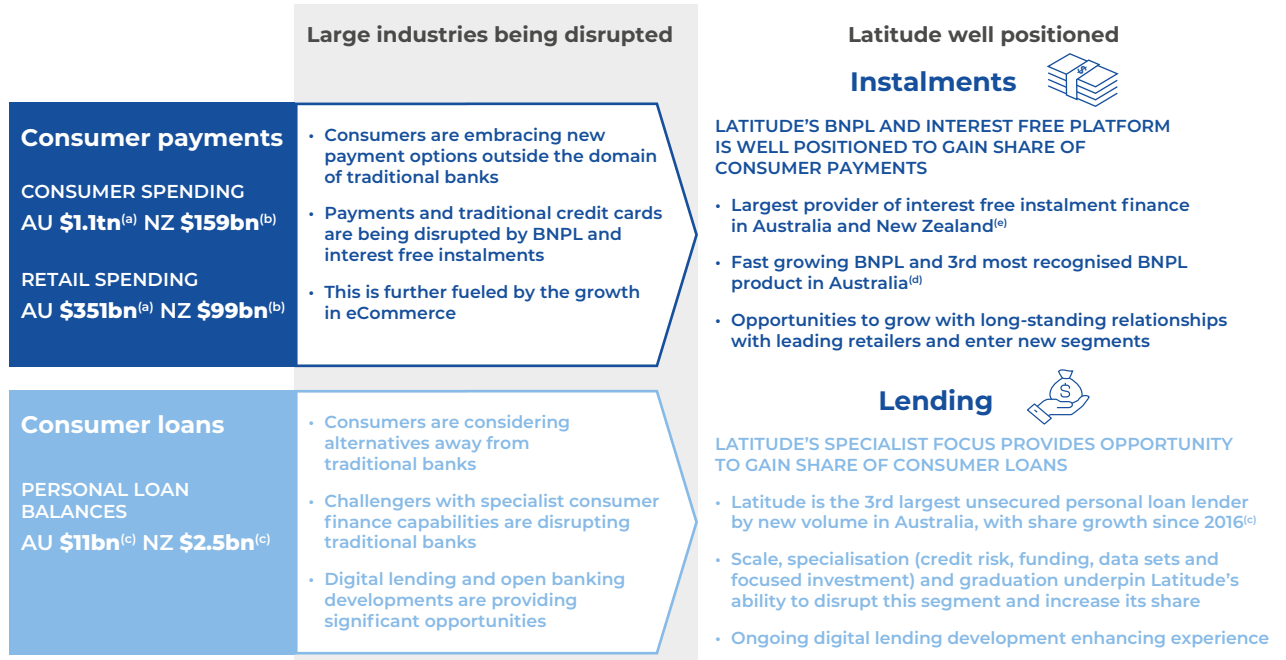 Large industries being disrupted
Latitude well positioned
Consumer payments
CONSUMER SPENDING
AU $1.1tn(a) NZ $159bn(b)
RETAIL SPENDING
AU $351bn(a) NZ $99bn(b)
• Consumers are embracing new
payment options outside the domain
of traditional banks
• Payments and traditional credit cards
are being disrupted by BNPL and
interest free instalments
• This is further fueled by the growth
in eCommerce
Instalments
$
LATITUDE'S BNPL AND INTEREST FREE PLATFORM
IS WELL POSITIONED TO GAIN SHARE OF
CONSUMER PAYMENTS
• Largest provider of interest free instalment finance
in Australia and New Zealand(e)
• Fast growing BNPL and 3rd most recognised BNPL
product in Australia(d)
• Opportunities to grow with long-standing relationships
with leading retailers and enter new segments
Consumer loans
PERSONAL LOAN
BALANCES
AU $11bn(c) NZ $2.5bn(c)
• Consumers are considering
alternatives away from
traditional banks
• Challengers with specialist consumer
finance capabilities are disrupting
traditional banks
• Digital lending and open banking
developments are providing
significant opportunities
Lending
$
LATITUDE'S SPECIALIST FOCUS PROVIDES OPPORTUNITY
TO GAIN SHARE OF CONSUMER LOANS
• Latitude is the 3rd largest unsecured personal loan lender
by new volume in Australia, with share growth since 2016(c)
• Scale, specialisation (credit risk, funding, data sets and
focused investment) and graduation underpin Latitude's
ability to disrupt this segment and increase its share
• Ongoing digital lending development enhancing experience